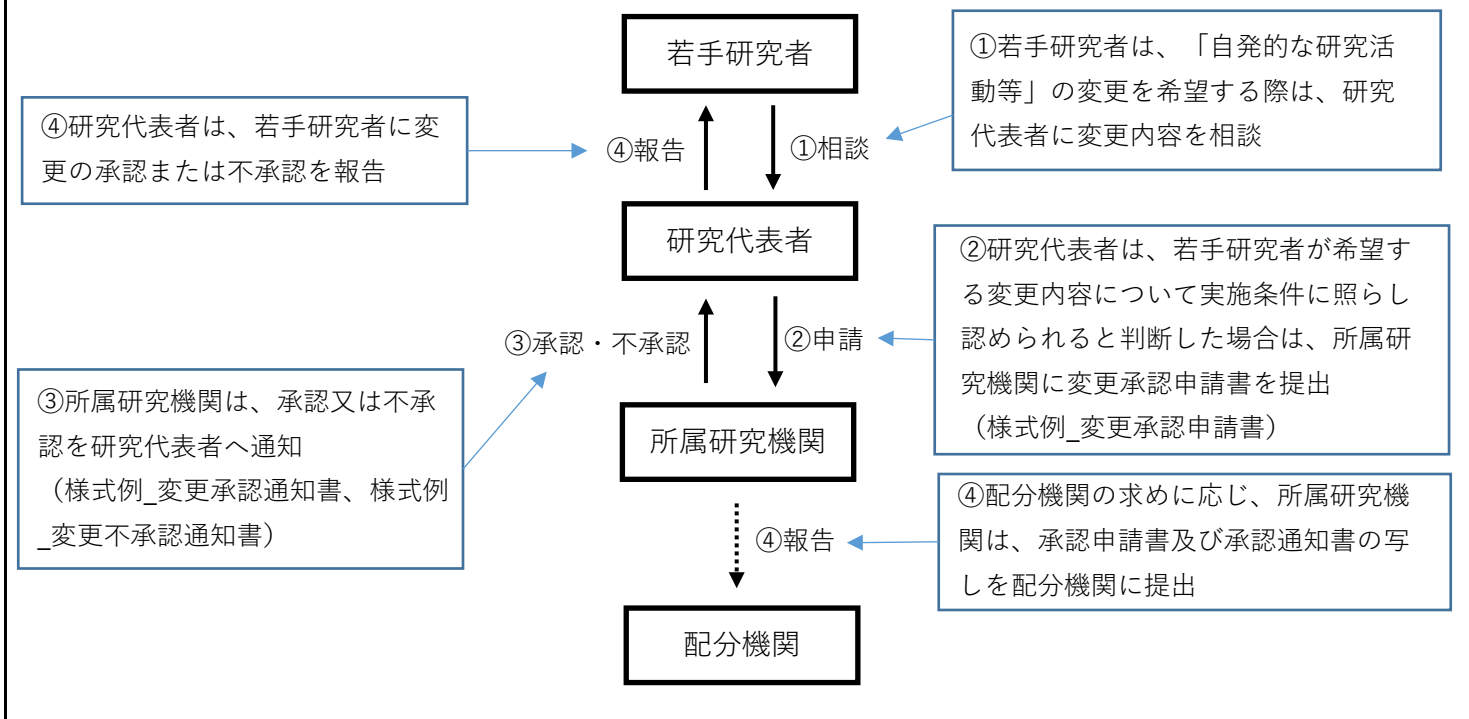 若手研究者
①若手研究者は、「自発的な研究活
動等」の変更を希望する際は、研究
代表者に変更内容を相談
④研究代表者は、若手研究者に変
更の承認または不承認を報告
④報告
①相談
研究代表者
②研究代表者は、若手研究者が希望す
る変更内容について実施条件に照らし
認められると判断した場合は、所属研
究機関に変更承認申請書を提出
（様式例_変更承認申請書）
③承認・不承認
②申請
③所属研究機関は、承認又は不承
認を研究代表者へ通知
（様式例_変更承認通知書、様式例
_変更不承認通知書）
所属研究機関
④配分機関の求めに応じ、所属研究機
関は、承認申請書及び承認通知書の写
しを配分機関に提出
④報告
配分機関